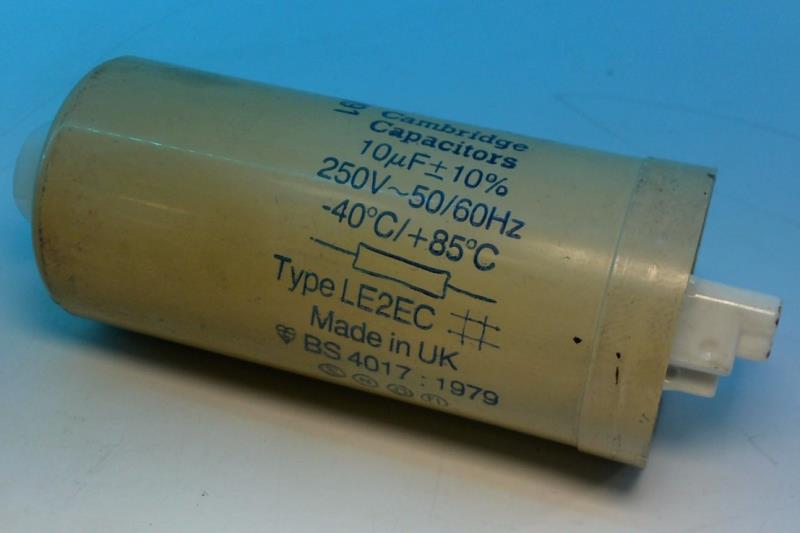 Cambridge
Capacitors
10µF±10%
250V~50/60Hz
-40°C/+85°C
Type LE2EC
Made in UK
BS 4017 : 1979